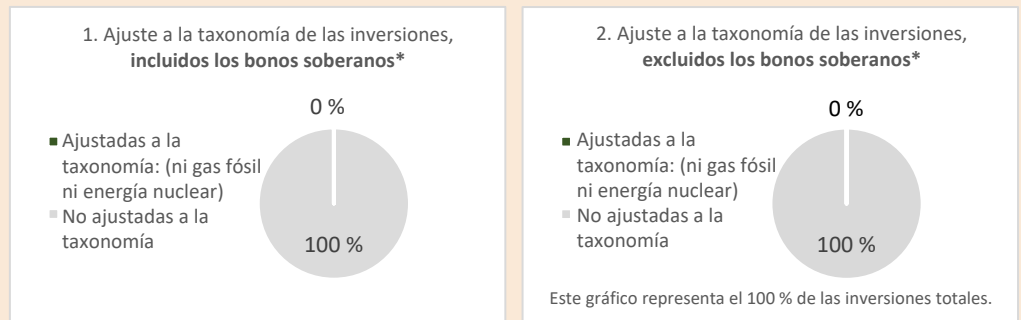 1. Ajuste a la taxonomía de las inversiones,
incluidos los bonos soberanos*
0 %
Ajustadas a la
taxonomía: (ni gas fósil
ni energía nuclear)
No ajustadas a la
taxonomía
100 %
2. Ajuste a la taxonomía de las inversiones,
excluidos los bonos soberanos*
0 %
Ajustadas a la
taxonomía: (ni gas fósil
ni energía nuclear)
No ajustadas a la
taxonomía
100 %
Este gráfico representa el 100 % de las inversiones totales.